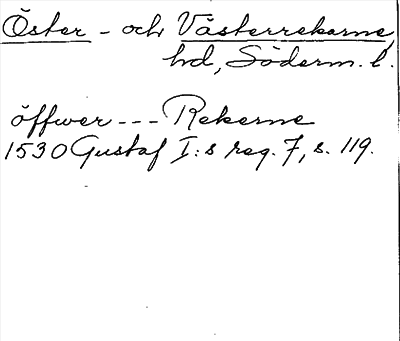 Öster- och Västerrekarne,
hd, Söderm. l.
öffwer --- Rekerne
1530 Gustaf I:s reg. 7, s. 119.